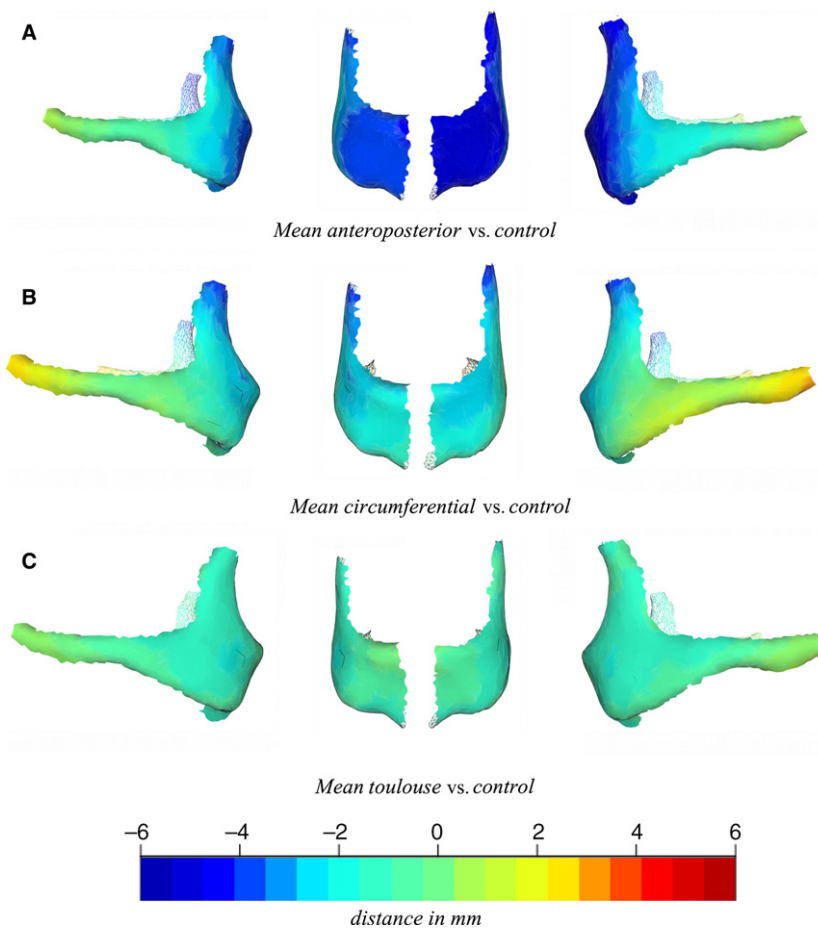 A
Mean anteroposterior vs. control
B
Mean circumferential vs. control
C
Mean toulouse vs. control
−6 −4 −2 0 2 4 6
distance in mm